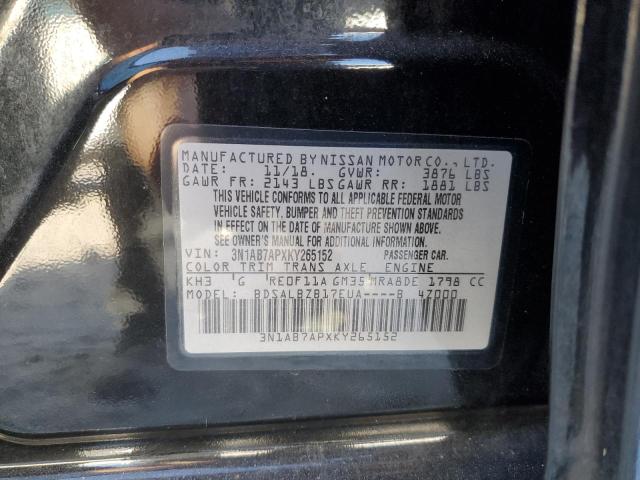 MANUFACTURED BY NISSAN MOTOR CO., LTD.
DATE: 11/18. GVWR: 3876 LBS
GAWR FR: 2143 LBS GAWR RR: 1881 LBS
THIS VEHICLE CONFORMS TO ALL APPLICABLE FEDERAL MOTOR
VEHICLE SAFETY, BUMPER AND THEFT PREVENTION STANDARDS
IN EFFECT ON THE DATE OF MANUFACTURE SHOWN ABOVE.
SEE OWNER'S MANUAL FOR ADDITIONAL INFORMATION.
VIN: 3N1AB7APXKY265152 PASSENGER CAR.
COLOR TRIM TRANS AXLE ENGINE
KH3 'G RE0F11A GM35 MRA8DE 1798 CC
MODEL: BDSALBZB17EUA----B 4Z000
3N1AB7APXKY265152